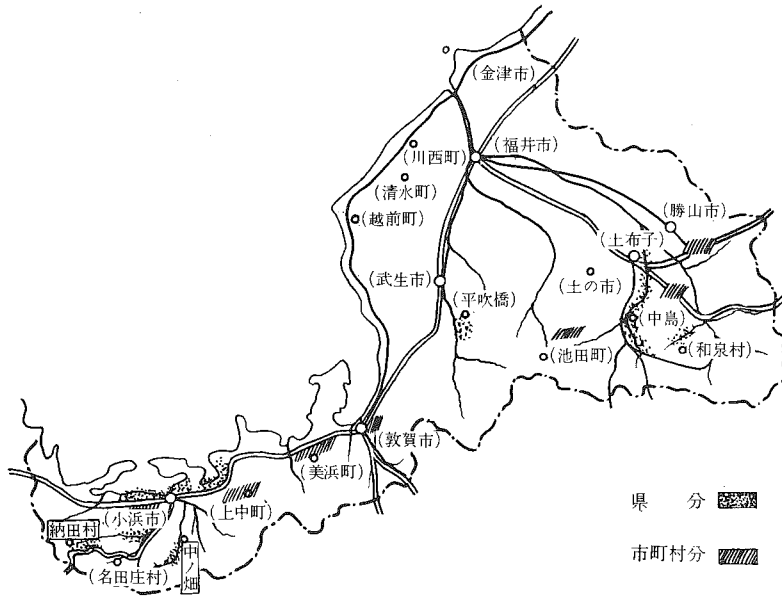 (金津市)
(福井市)
(川西町)
(清水町)
(越前町)
(勝山市)
(土布子)
(武生市)
(平吹橋)
(土の市)
(中島)
(池田町)
(和泉村)
(敦賀市)
(美浜町)
(上中町)
(小浜市)
納田村
(名田庄村)
中ノ畑
県分
市町村分